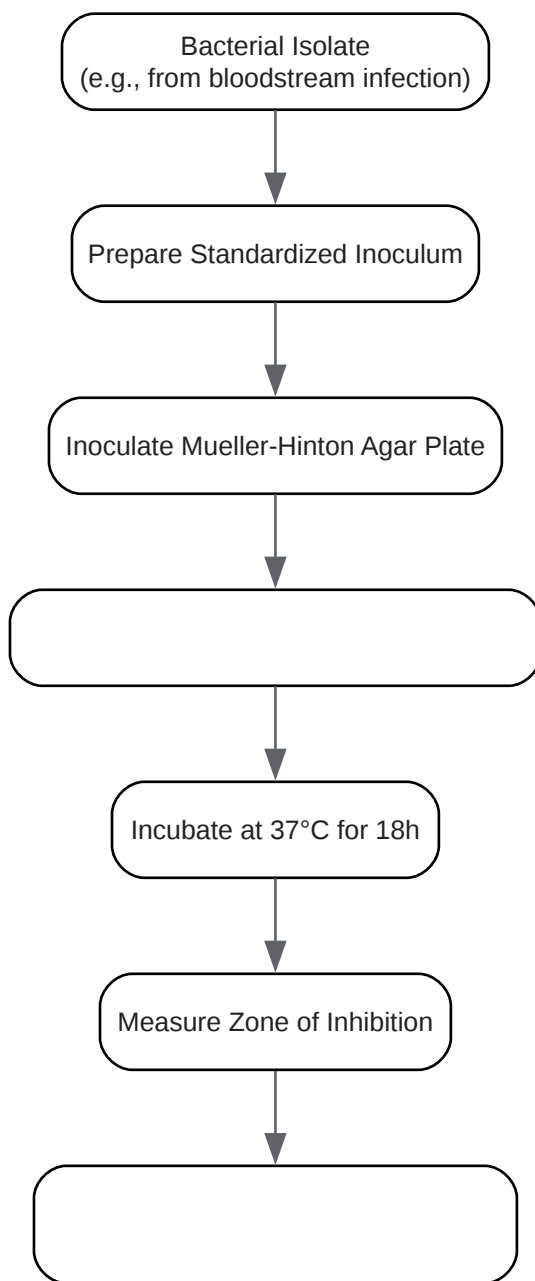 Bacterial Isolate
(e.g., from bloodstream infection)
Prepare Standardized Inoculum
Inoculate Mueller-Hinton Agar Plate
Incubate at 37°C for 18h
Measure Zone of Inhibition